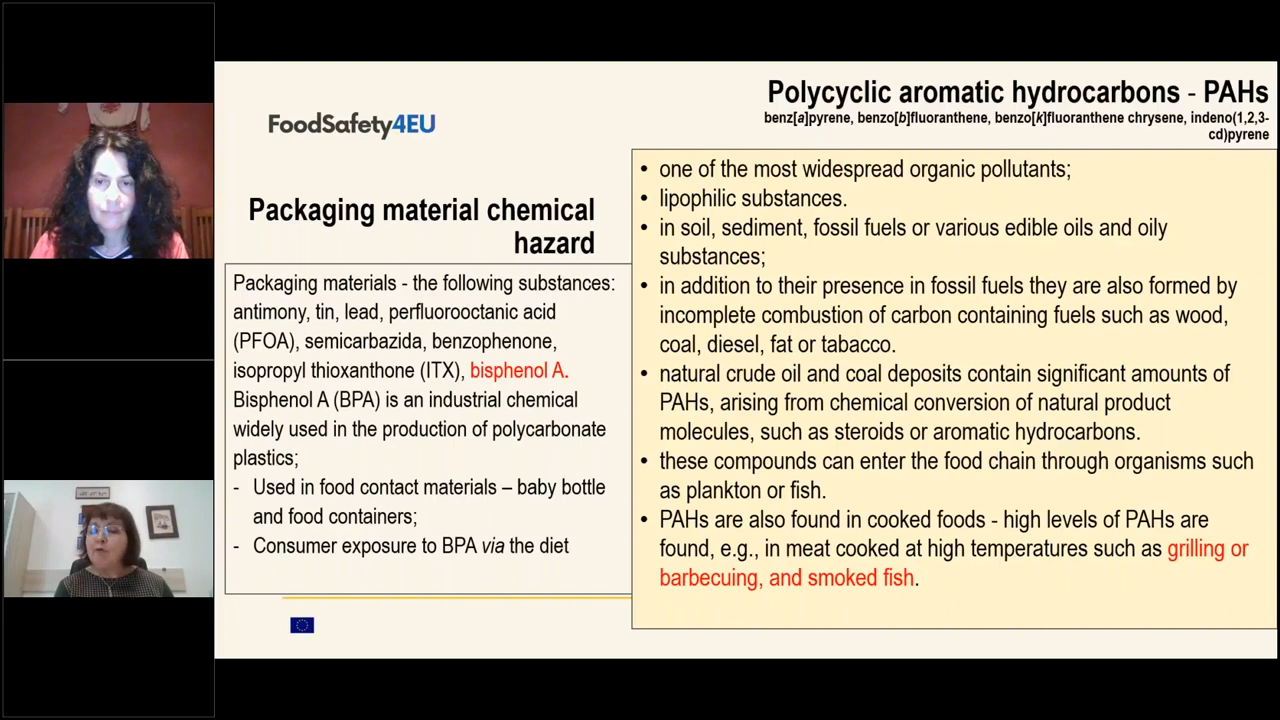 FoodSafety4EU
Packaging material chemical
hazard
Packaging materials - the following substances:
antimony, tin, lead, perfluorooctanic acid
(PFOA), semicarbazida, benzophenone,
isopropyl thioxanthone (ITX), bisphenol A.
Bisphenol A (BPA) is an industrial chemical
widely used in the production of polycarbonate
plastics;
- Used in food contact materials – baby bottle
and food containers;
- Consumer exposure to BPA via the diet
Polycyclic aromatic hydrocarbons - PAHs
benz[a]pyrene, benzo[b]fluoranthene, benzo[k]fluoranthene chrysene, indeno(1,2,3-
cd)pyrene
• one of the most widespread organic pollutants;
• lipophilic substances.
• in soil, sediment, fossil fuels or various edible oils and oily
substances;
• in addition to their presence in fossil fuels they are also formed by
incomplete combustion of carbon containing fuels such as wood,
coal, diesel, fat or tabacco.
• natural crude oil and coal deposits contain significant amounts of
PAHs, arising from chemical conversion of natural product
molecules, such as steroids or aromatic hydrocarbons.
• these compounds can enter the food chain through organisms such
as plankton or fish.
• PAHs are also found in cooked foods - high levels of PAHs are
found, e.g., in meat cooked at high temperatures such as grilling or
barbecuing, and smoked fish.